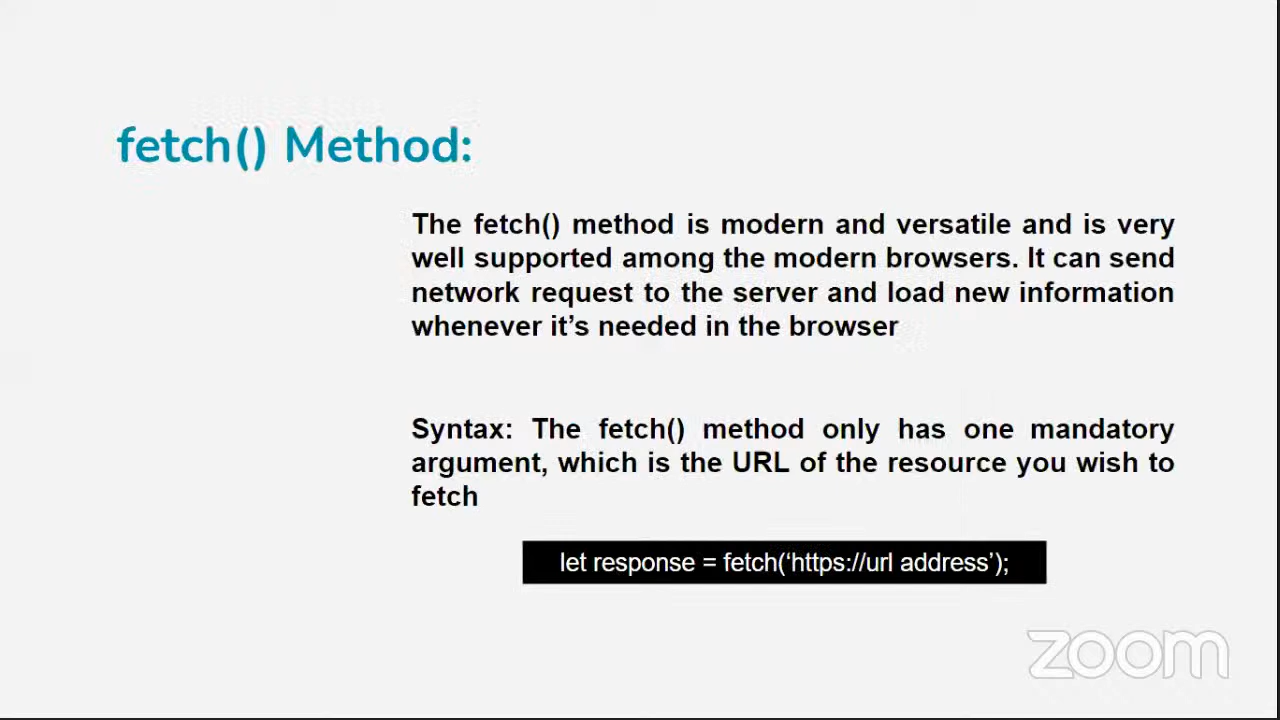 fetch() Method:
The fetch() method is modern and versatile and is very
well supported among the modern browsers. It can send
network request to the server and load new information
whenever it’s needed in the browser
Syntax: The fetch() method only has one mandatory
argument, which is the URL of the resource you wish to
fetch
let response = fetch(‘https://url address’);
zoom